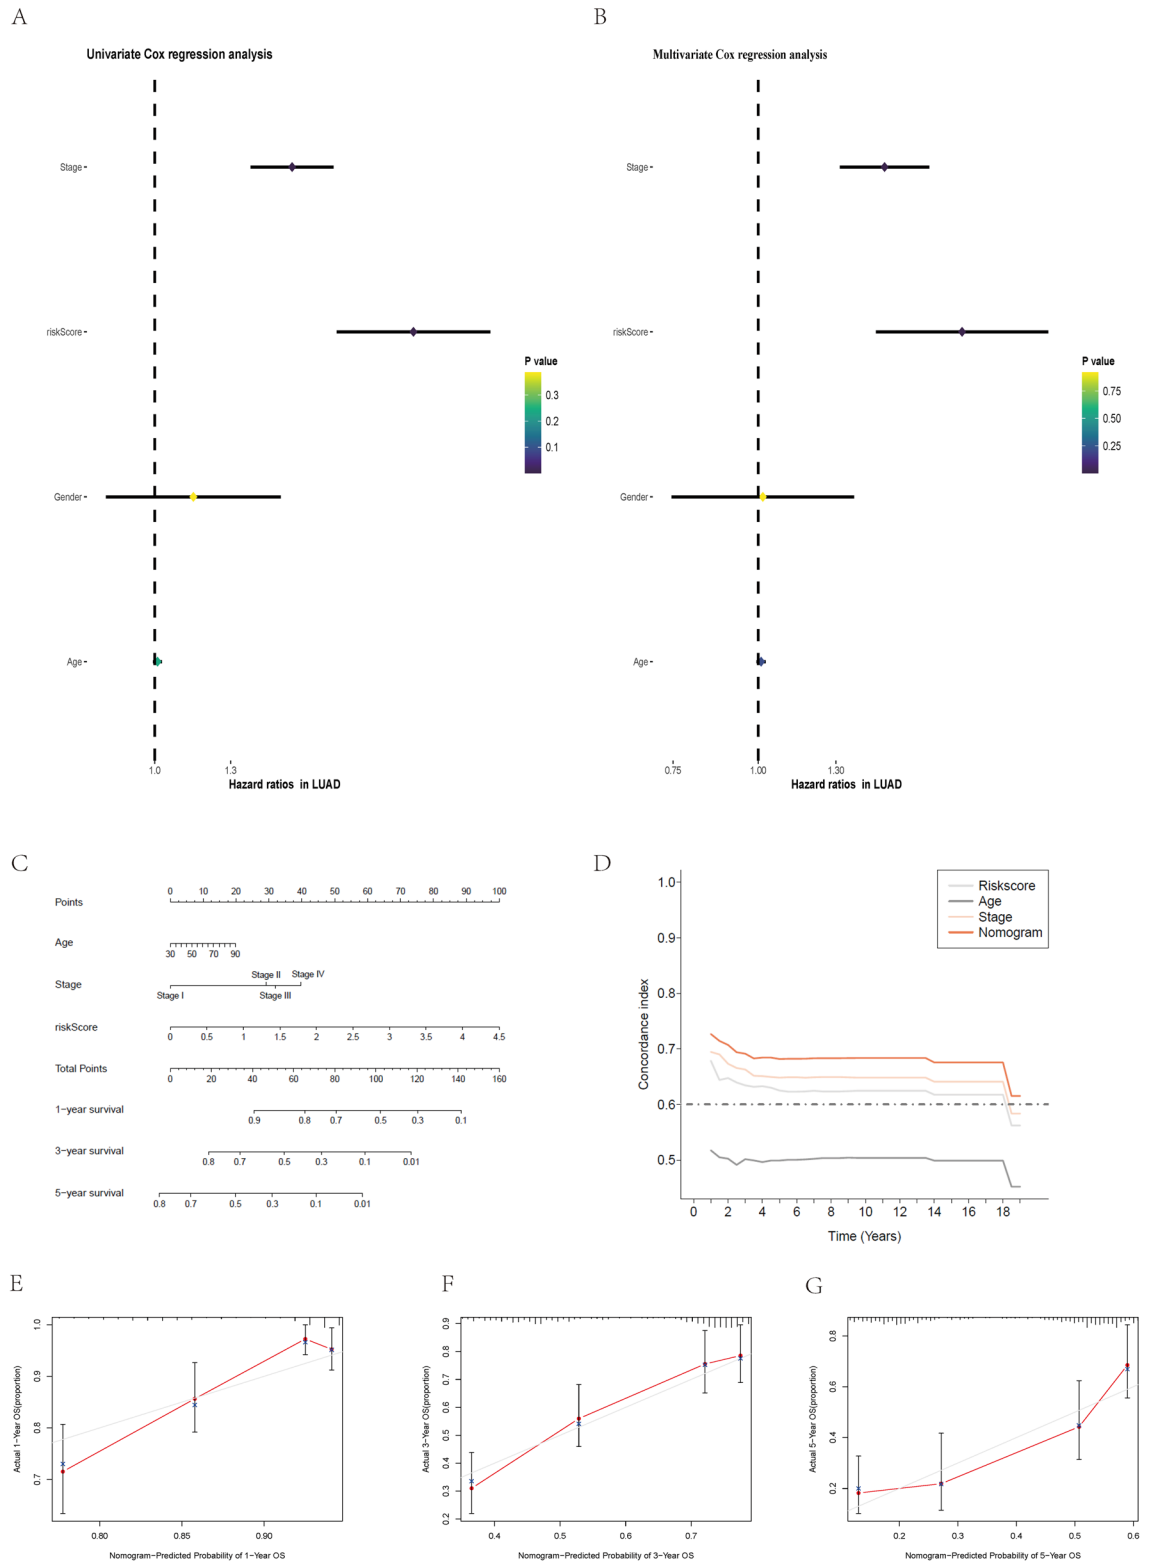 A
B
Univariate Cox regression analysis
Multivariate Cox regression analysis
Stage
riskScore
Gender
Age
1.0
1.3
Hazard ratios in LUAD
P value
0.3
0.2
0.1
Stage
riskScore
Gender
Age
0.75
1.00
1.30
Hazard ratios in LUAD
P value
0.75
0.50
0.25
C
Points
0 10 20 30 40 50 60 70 80 90 100
Age
30 50 70 90
Stage
Stage II Stage IV
Stage I Stage III
riskScore
0 0.5 1 1.5 2 2.5 3 3.5 4 4.5
Total Points
0 20 40 60 80 100 120 140 160
1-year survival
0.9 0.8 0.7 0.5 0.3 0.1
3-year survival
0.8 0.7 0.5 0.3 0.1 0.01
5-year survival
0.8 0.7 0.5 0.3 0.1 0.01
D
Concordance index
1.0
0.9
0.8
0.7
0.6
0.5
Riskscore
Age
Stage
Nomogram
0 2 4 6 8 10 12 14 16 18
Time (Years)
E
Actual 1-Year OS(proportion)
1.0
0.9
0.8
0.7
0.80 0.85 0.90
Nomogram-Predicted Probability of 1-Year OS
F
Actual 3-Year OS(proportion)
0.9
0.8
0.7
0.6
0.5
0.4
0.3
0.2
0.4 0.5 0.6 0.7
Nomogram-Predicted Probability of 3-Year OS
G
Actual 5-Year OS(proportion)
0.8
0.6
0.4
0.2
0.2 0.3 0.4 0.5 0.6
Nomogram-Predicted Probability of 5-Year OS